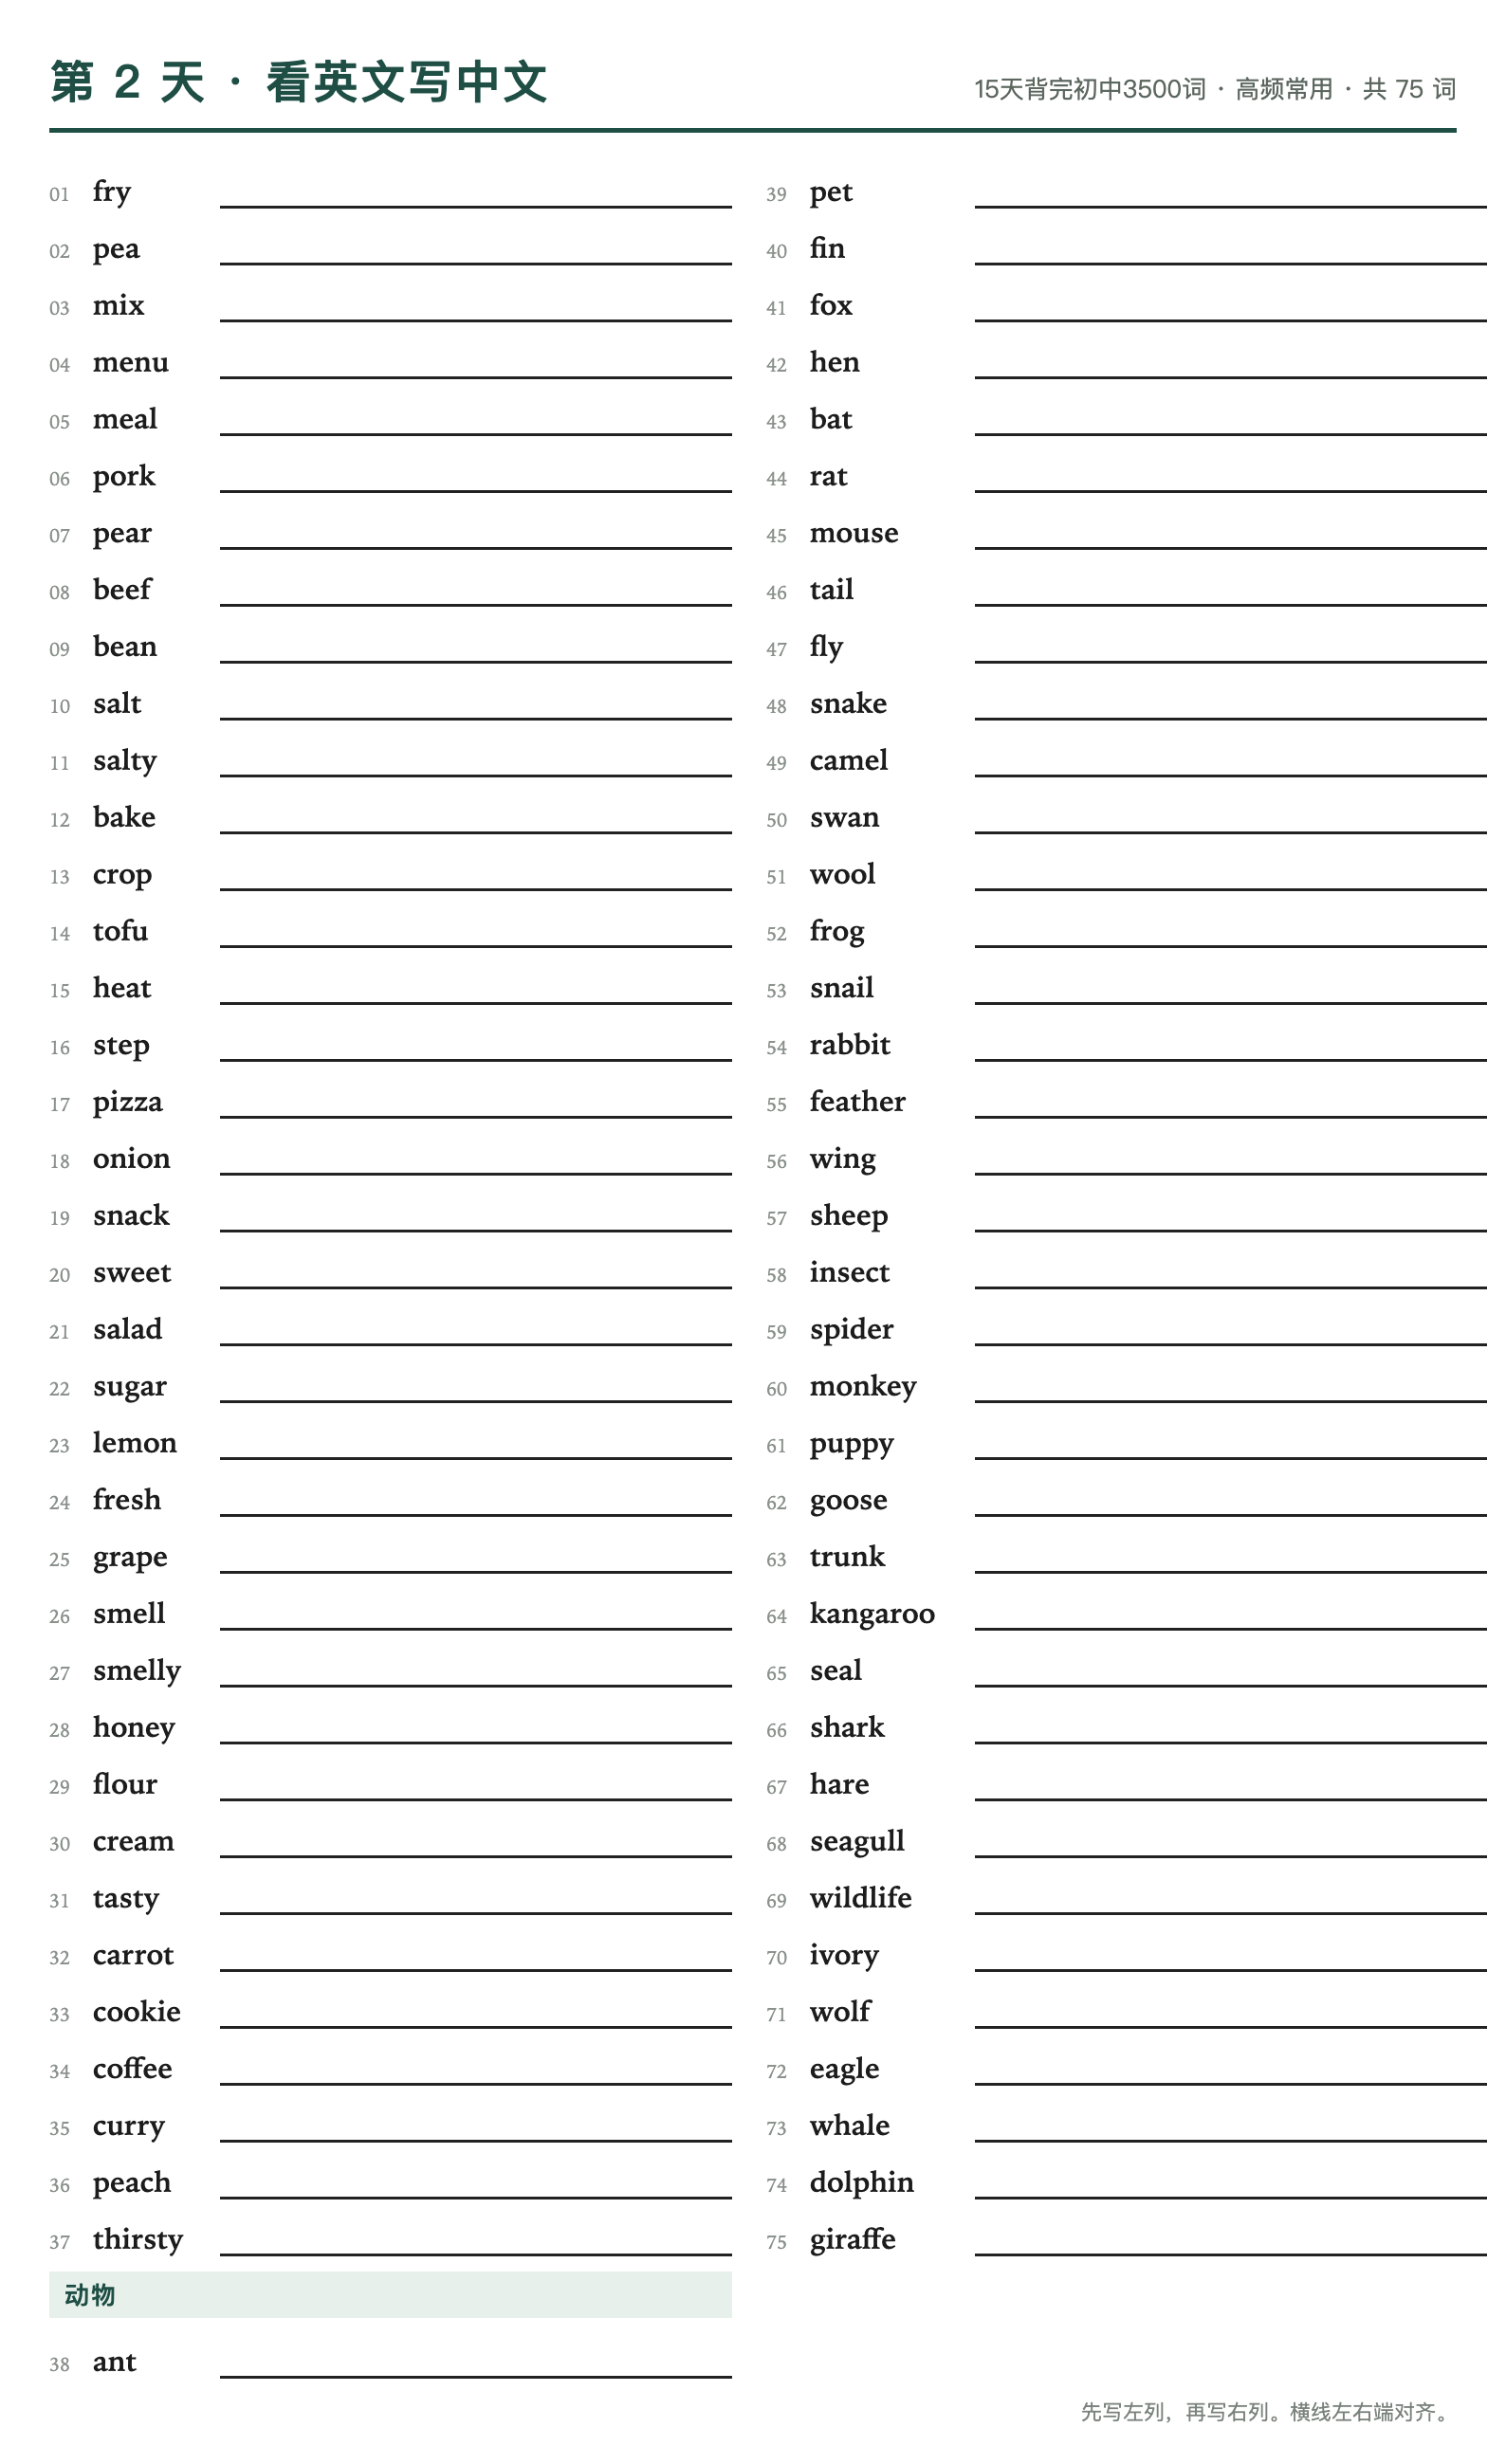 第 2 天 · 看英文写中文
15天背完初中3500词 · 高频常用 · 共 75 词
01 fry
02 pea
03 mix
04 menu
05 meal
06 pork
07 pear
08 beef
09 bean
10 salt
11 salty
12 bake
13 crop
14 tofu
15 heat
16 step
17 pizza
18 onion
19 snack
20 sweet
21 salad
22 sugar
23 lemon
24 fresh
25 grape
26 smell
27 smelly
28 honey
29 flour
30 cream
31 tasty
32 carrot
33 cookie
34 coffee
35 curry
36 peach
37 thirsty
动物
38 ant
39 pet
40 fin
41 fox
42 hen
43 bat
44 rat
45 mouse
46 tail
47 fly
48 snake
49 camel
50 swan
51 wool
52 frog
53 snail
54 rabbit
55 feather
56 wing
57 sheep
58 insect
59 spider
60 monkey
61 puppy
62 goose
63 trunk
64 kangaroo
65 seal
66 shark
67 hare
68 seagull
69 wildlife
70 ivory
71 wolf
72 eagle
73 whale
74 dolphin
75 giraffe
先写左列，再写右列。横线左右端对齐。